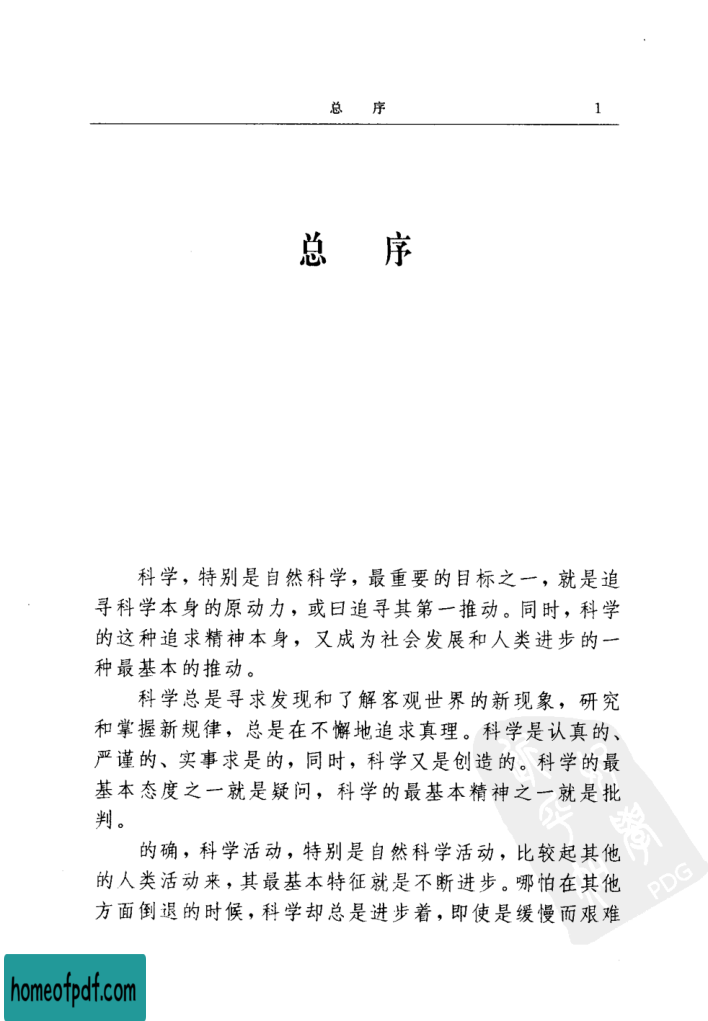 总 序 1
总 序
科学，特别是自然科学，最重要的目标之一，就是追
寻科学本身的原动力，或曰追寻其第一推动。同时，科学
的这种追求精神本身，又成为社会发展和人类进步的一
种最基本的推动。
科学总是寻求发现和了解客观世界的新现象，研究
和掌握新规律，总是在不懈地追求真理。科学是认真的、
严谨的、实事求是的，同时，科学又是创造的。科学的最
基本态度之一就是疑问，科学的最基本精神之一就是批
判。
的确，科学活动，特别是自然科学活动，比较起其他
的人类活动来，其最基本特征就是不断进步。哪怕在其他
方面倒退的时候，科学却总是进步着，即使是缓慢而艰难
PDG
homeofpdf.com